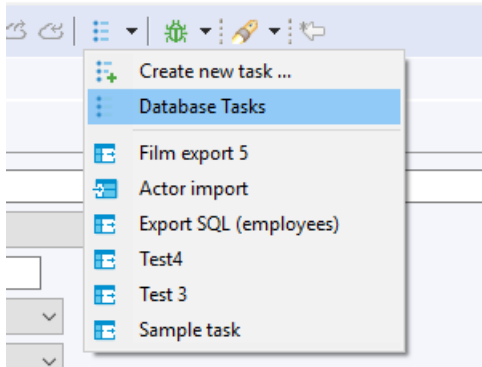 Create new task ...
Database Tasks
Film export 5
Actor import
Export SQL (employees)
Test4
Test 3
Sample task